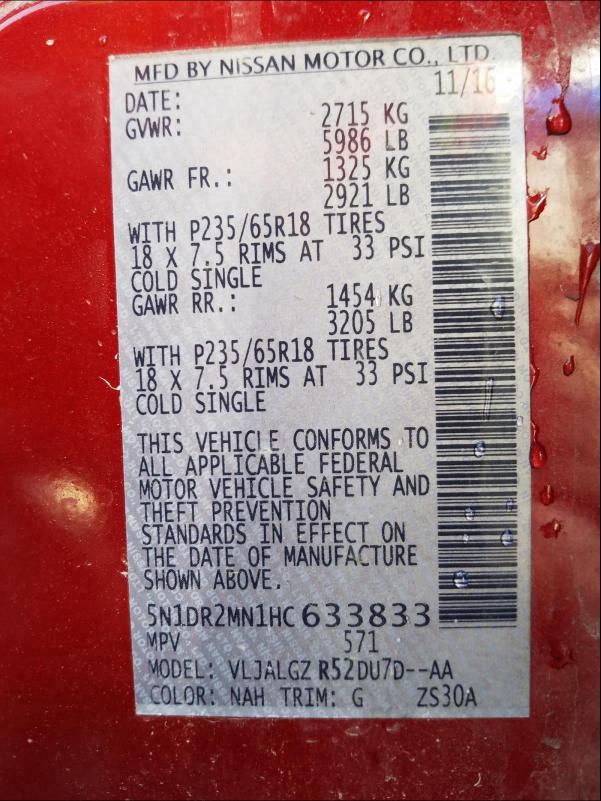 MFD BY NISSAN MOTOR CO., LTD.
DATE: 11/16
GVWR: 2715 KG
5986 LB
GAWR FR.: 1325 KG
2921 LB
WITH P235/65R18 TIRES
18 X 7.5 RIMS AT 33 PSI
COLD SINGLE
GAWR RR.: 1454 KG
3205 LB
WITH P235/65R18 TIRES
18 X 7.5 RIMS AT 33 PSI
COLD SINGLE
THIS VEHICLE CONFORMS TO
ALL APPLICABLE FEDERAL
MOTOR VEHICLE SAFETY AND
THEFT PREVENTION
STANDARDS IN EFFECT ON
THE DATE OF MANUFACTURE
SHOWN ABOVE.
5N1DR2MN1HC633833
MPV 571
MODEL: VLJALGZ R52DU7D--AA
COLOR: NAH TRIM: G ZS30A